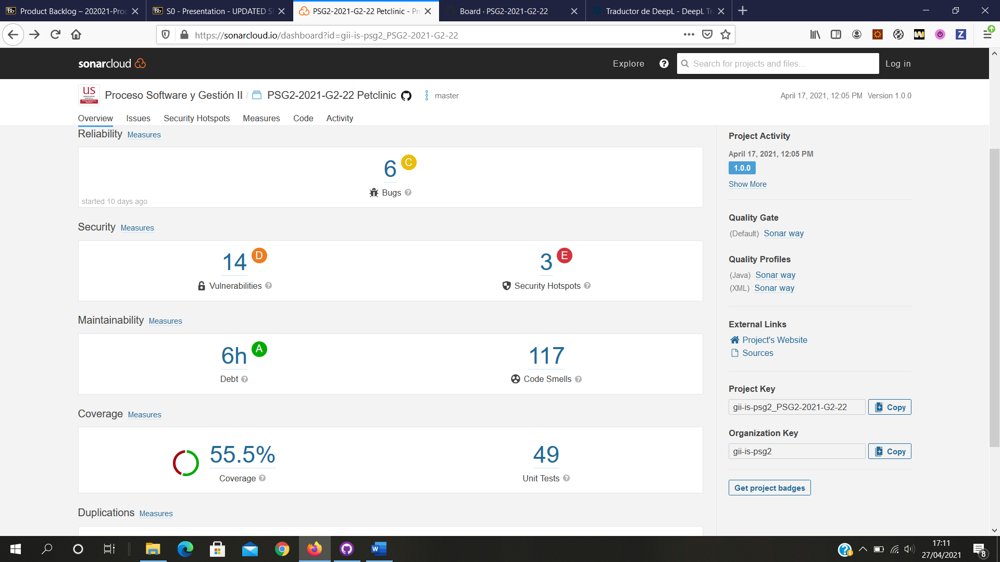 Product Backlog – 202021-Proc
S0 - Presentation - UPDATED S
PSG2-2021-G2-22 Petclinic - Pr
Board · PSG2-2021-G2-22
Traductor de DeepL - DeepL Tr
https://sonarcloud.io/dashboard?id=gii-is-psg2_PSG2-2021-G2-22
sonarcloud
Explore
Search for projects and files...
Log in
US
Proceso Software y Gestión II / PSG2-2021-G2-22 Petclinic
master
April 17, 2021, 12:05 PM Version 1.0.0
Overview Issues Security Hotspots Measures Code Activity
Reliability Measures
6 C
Bugs
started 10 days ago
Security Measures
14 D
Vulnerabilities
3 E
Security Hotspots
Maintainability Measures
6h A
Debt
117
Code Smells
Coverage Measures
55.5%
Coverage
49
Unit Tests
Duplications Measures
Project Activity
April 17, 2021, 12:05 PM
1.0.0
Show More
Quality Gate
(Default) Sonar way
Quality Profiles
(Java) Sonar way
(XML) Sonar way
External Links
Project's Website
Sources
Project Key
gii-is-psg2_PSG2-2021-G2-22 Copy
Organization Key
gii-is-psg2 Copy
Get project badges
17:11
27/04/2021
8